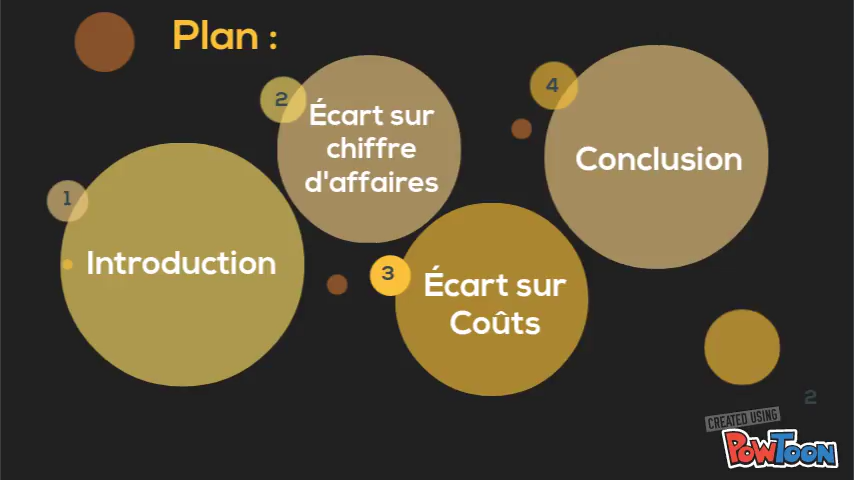 Plan :
1
Introduction
2
Écart sur
chiffre
d'affaires
3
Écart sur
Coûts
4
Conclusion
2
CREATED USING
POWTOON